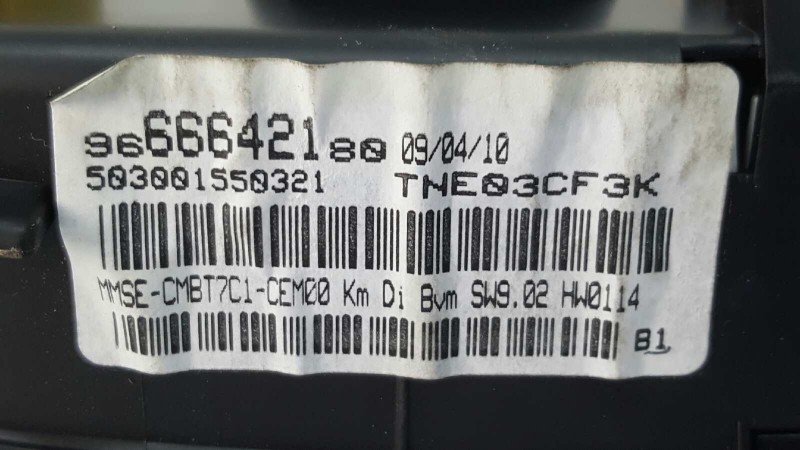 9666642180 09/04/10
503001550321 TNE03CF3K
MMSE-CMBT7C1-CEM00 Km Di Bvm SW9.02 HW0114
B1